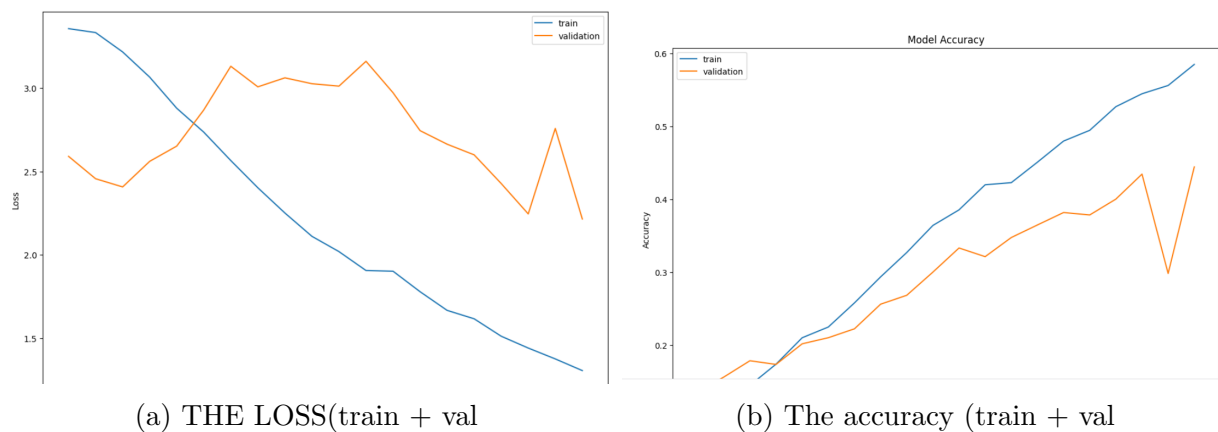 train
validation
3.0
2.5
2.0
1.5
Loss
(a) THE LOSS(train + val
Model Accuracy
train
validation
0.6
0.5
0.4
0.3
0.2
Accuracy
(b) The accuracy (train + val